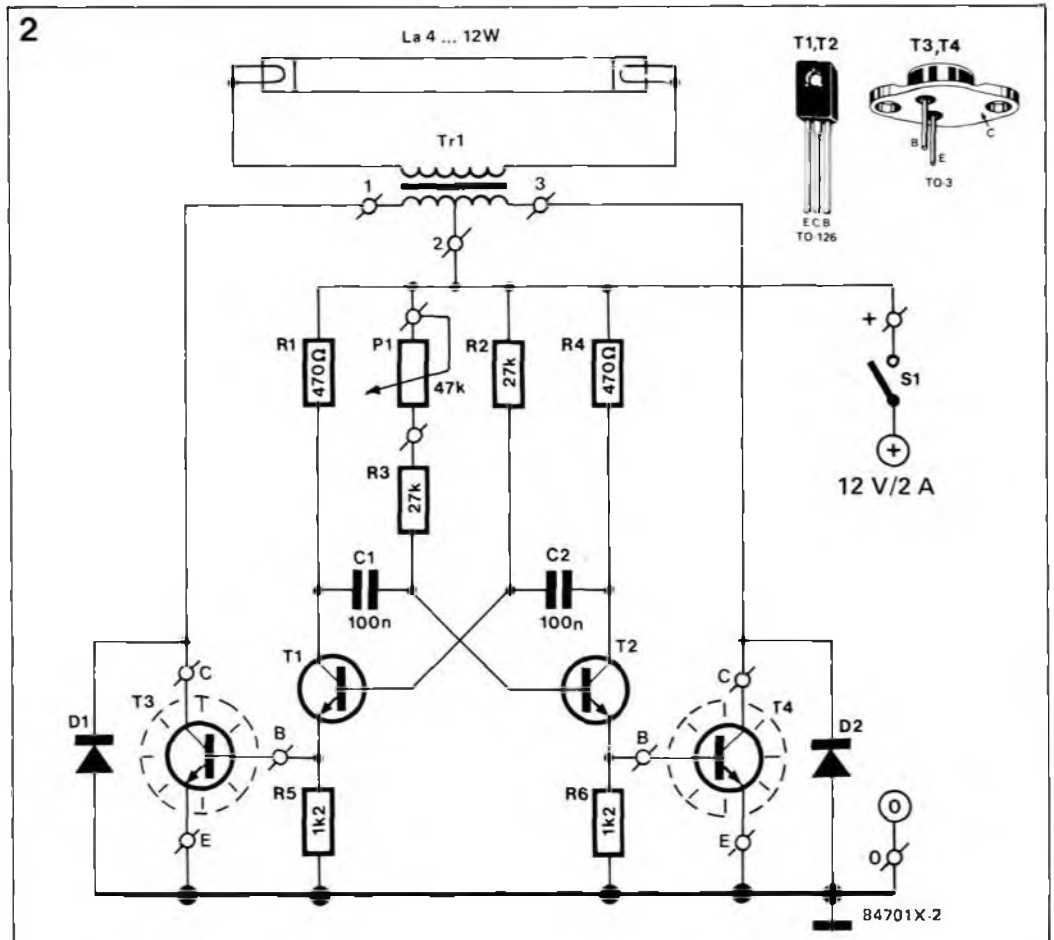 2
La 4 ... 12W
T1,T2
T3,T4
B
E
C
TO-3
E C B
TO-126
Tr1
1
3
2
R1
470Ω
P1
47k
R2
27k
R4
470Ω
+
S1
+
12 V/2 A
R3
27k
C1
100n
C2
100n
T1
T2
D1
T3
C
B
E
R5
1k2
B
R6
1k2
C
T4
E
D2
0
0
84701X-2